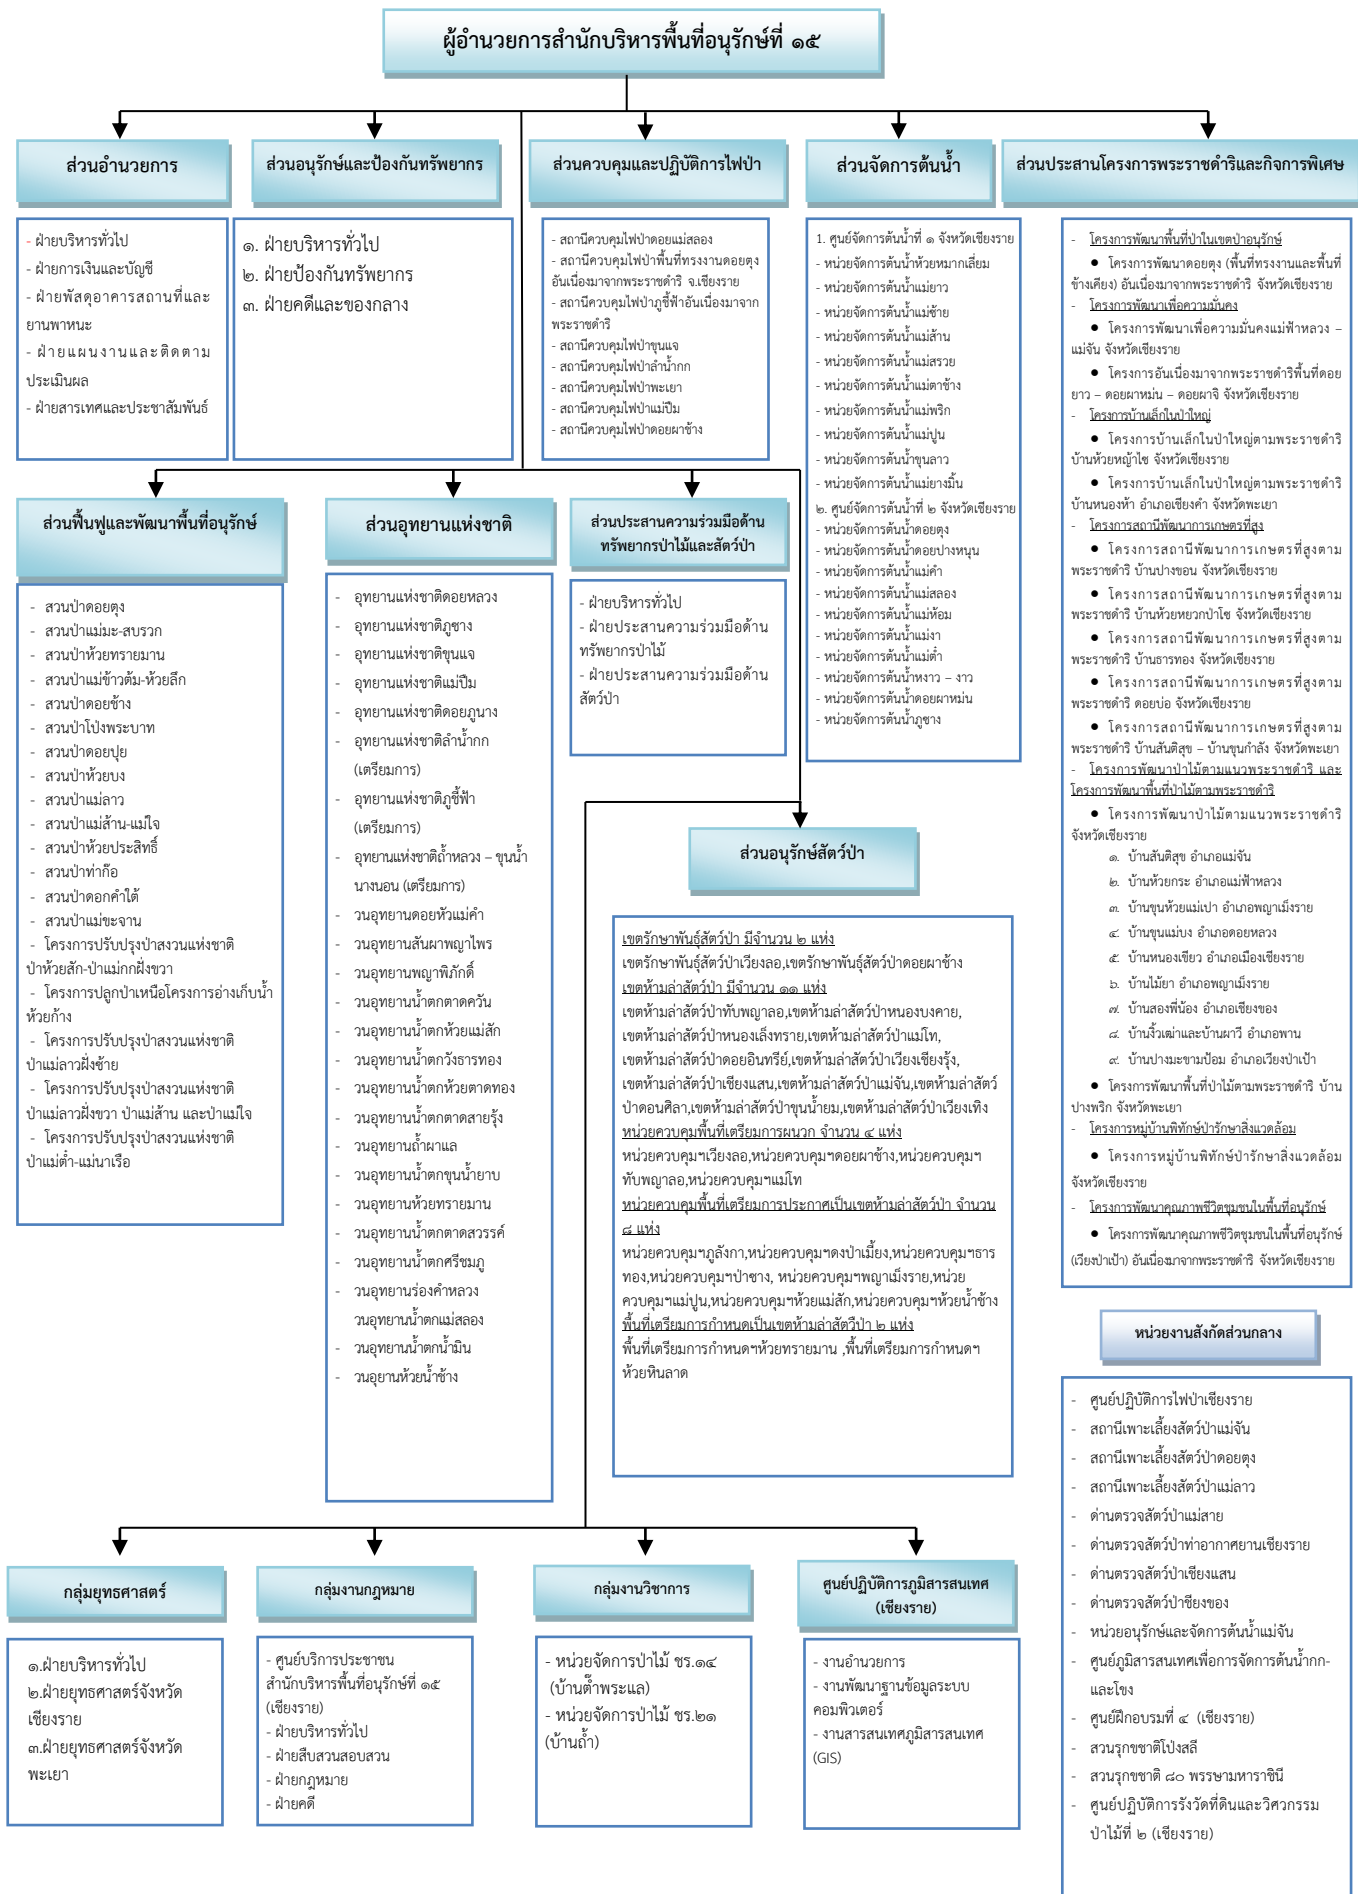 ผู้อำนวยการสำนักบริหารพื้นที่อนุรักษ์ที่ ๑๕
ส่วนอำนวยการ
- ฝ่ายบริหารทั่วไป
- ฝ่ายการเงินและบัญชี
- ฝ่ายพัสดุอาคารสถานที่และ
ยานพาหนะ
- ฝ่ายแผนงานและติดตาม
ประเมินผล
- ฝ่ายสารเทศและประชาสัมพันธ์
ส่วนอนุรักษ์และป้องกันทรัพยากร
๑. ฝ่ายบริหารทั่วไป
๒. ฝ่ายป้องกันทรัพยากร
๓. ฝ่ายคดีและของกลาง
ส่วนควบคุมและปฏิบัติการไฟป่า
- สถานีควบคุมไฟป่าดอยแม่สลอง
- สถานีควบคุมไฟป่าพื้นที่ทรงงานดอยตุง
อันเนื่องมาจากพระราชดำริ จ.เชียงราย
- สถานีควบคุมไฟป่าภูชี้ฟ้าอันเนื่องมาจาก
พระราชดำริ
- สถานีควบคุมไฟป่าขุนแจ
- สถานีควบคุมไฟป่าลำน้ำกก
- สถานีควบคุมไฟป่าพะเยา
- สถานีควบคุมไฟป่าแม่ปืม
- สถานีควบคุมไฟป่าดอยผาช้าง
ส่วนจัดการต้นน้ำ
1. ศูนย์จัดการต้นน้ำที่ ๑ จังหวัดเชียงราย
- หน่วยจัดการต้นน้ำห้วยหมากเลี่ยม
- หน่วยจัดการต้นน้ำแม่ยาว
- หน่วยจัดการต้นน้ำแม่ซ้าย
- หน่วยจัดการต้นน้ำแม่ส้าน
- หน่วยจัดการต้นน้ำแม่สรวย
- หน่วยจัดการต้นน้ำแม่ตาช้าง
- หน่วยจัดการต้นน้ำแม่พริก
- หน่วยจัดการต้นน้ำแม่ปูน
- หน่วยจัดการต้นน้ำขุนลาว
- หน่วยจัดการต้นน้ำแม่ยางมิ้น
๒. ศูนย์จัดการต้นน้ำที่ ๒ จังหวัดเชียงราย
- หน่วยจัดการต้นน้ำดอยตุง
- หน่วยจัดการต้นน้ำดอยปางหนุน
- หน่วยจัดการต้นน้ำแม่คำ
- หน่วยจัดการต้นน้ำแม่สลอง
- หน่วยจัดการต้นน้ำแม่ห้อม
- หน่วยจัดการต้นน้ำแม่งา
- หน่วยจัดการต้นน้ำแม่ต๋ำ
- หน่วยจัดการต้นน้ำหงาว – งาว
- หน่วยจัดการต้นน้ำดอยผาหม่น
- หน่วยจัดการต้นน้ำภูซาง
ส่วนประสานโครงการพระราชดำริและกิจการพิเศษ
- โครงการพัฒนาพื้นที่ป่าในเขตป่าอนุรักษ์
● โครงการพัฒนาดอยตุง (พื้นที่ทรงงานและพื้นที่
ข้างเคียง) อันเนื่องมาจากพระราชดำริ จังหวัดเชียงราย
- โครงการพัฒนาเพื่อความมั่นคง
● โครงการพัฒนาเพื่อความมั่นคงแม่ฟ้าหลวง –
แม่จัน จังหวัดเชียงราย
● โครงการอันเนื่องมาจากพระราชดำริพื้นที่ดอย
ยาว – ดอยผาหม่น – ดอยผาจิ จังหวัดเชียงราย
- โครงการบ้านเล็กในป่าใหญ่
● โครงการบ้านเล็กในป่าใหญ่ตามพระราชดำริ
บ้านห้วยหญ้าไซ จังหวัดเชียงราย
● โครงการบ้านเล็กในป่าใหญ่ตามพระราชดำริ
บ้านหนองห้า อำเภอเชียงคำ จังหวัดพะเยา
- โครงการสถานีพัฒนาการเกษตรที่สูง
● โครงการสถานีพัฒนาการเกษตรที่สูงตาม
พระราชดำริ บ้านปางขอน จังหวัดเชียงราย
● โครงการสถานีพัฒนาการเกษตรที่สูงตาม
พระราชดำริ บ้านห้วยหยวกป่าโซ จังหวัดเชียงราย
● โครงการสถานีพัฒนาการเกษตรที่สูงตาม
พระราชดำริ บ้านธารทอง จังหวัดเชียงราย
● โครงการสถานีพัฒนาการเกษตรที่สูงตาม
พระราชดำริ ดอยบ่อ จังหวัดเชียงราย
● โครงการสถานีพัฒนาการเกษตรที่สูงตาม
พระราชดำริ บ้านสันติสุข – บ้านขุนกำลัง จังหวัดพะเยา
- โครงการพัฒนาป่าไม้ตามแนวพระราชดำริ และ
โครงการพัฒนาพื้นที่ป่าไม้ตามพระราชดำริ
● โครงการพัฒนาป่าไม้ตามแนวพระราชดำริ
จังหวัดเชียงราย
๑. บ้านสันติสุข อำเภอแม่จัน
๒. บ้านห้วยกระ อำเภอแม่ฟ้าหลวง
๓. บ้านขุนห้วยแม่เปา อำเภอพญาเม็งราย
๔. บ้านขุนแม่บง อำเภอดอยหลวง
๕. บ้านหนองเขียว อำเภอเมืองเชียงราย
๖. บ้านไม้ยา อำเภอพญาเม็งราย
๗. บ้านสองพี่น้อง อำเภอเชียงของ
๘. บ้านงิ้วเฒ่าและบ้านผาวี อำเภอพาน
๙. บ้านปางมะขามป้อม อำเภอเวียงป่าเป้า
● โครงการพัฒนาพื้นที่ป่าไม้ตามพระราชดำริ บ้าน
ปางพริก จังหวัดพะเยา
- โครงการหมู่บ้านพิทักษ์ป่ารักษาสิ่งแวดล้อม
● โครงการหมู่บ้านพิทักษ์ป่ารักษาสิ่งแวดล้อม
จังหวัดเชียงราย
- โครงการพัฒนาคุณภาพชีวิตชุมชนในพื้นที่อนุรักษ์
● โครงการพัฒนาคุณภาพชีวิตชุมชนในพื้นที่อนุรักษ์
(เวียงป่าเป้า) อันเนื่องมาจากพระราชดำริ จังหวัดเชียงราย
ส่วนฟื้นฟูและพัฒนาพื้นที่อนุรักษ์
- สวนป่าดอยตุง
- สวนป่าแม่มะ-สบรวก
- สวนป่าห้วยทรายมาน
- สวนป่าแม่ข้าวต้ม-ห้วยลึก
- สวนป่าดอยช้าง
- สวนป่าโป่งพระบาท
- สวนป่าดอยปุย
- สวนป่าห้วยบง
- สวนป่าแม่ลาว
- สวนป่าแม่ส้าน-แม่ใจ
- สวนป่าห้วยประสิทธิ์
- สวนป่าท่าก๊อ
- สวนป่าดอกคำใต้
- สวนป่าแม่ขะจาน
- โครงการปรับปรุงป่าสงวนแห่งชาติ
ป่าห้วยสัก-ป่าแม่กกฝั่งขวา
- โครงการปลูกป่าเหนือโครงการอ่างเก็บน้ำ
ห้วยก้าง
- โครงการปรับปรุงป่าสงวนแห่งชาติ
ป่าแม่ลาวฝั่งซ้าย
- โครงการปรับปรุงป่าสงวนแห่งชาติ
ป่าแม่ลาวฝั่งขวา ป่าแม่ส้าน และป่าแม่ใจ
- โครงการปรับปรุงป่าสงวนแห่งชาติ
ป่าแม่ต๋ำ-แม่นาเรือ
ส่วนอุทยานแห่งชาติ
- อุทยานแห่งชาติดอยหลวง
- อุทยานแห่งชาติภูซาง
- อุทยานแห่งชาติขุนแจ
- อุทยานแห่งชาติแม่ปืม
- อุทยานแห่งชาติดอยภูนาง
- อุทยานแห่งชาติลำน้ำกก
(เตรียมการ)
- อุทยานแห่งชาติภูชี้ฟ้า
(เตรียมการ)
- อุทยานแห่งชาติถ้ำหลวง – ขุนน้ำ
นางนอน (เตรียมการ)
- วนอุทยานดอยหัวแม่คำ
- วนอุทยานสันผาพญาไพร
- วนอุทยานพญาพิภักดิ์
- วนอุทยานน้ำตกตาดควัน
- วนอุทยานน้ำตกห้วยแม่สัก
- วนอุทยานน้ำตกวังธารทอง
- วนอุทยานน้ำตกห้วยตาดทอง
- วนอุทยานน้ำตกตาดสายรุ้ง
- วนอุทยานถ้ำผาแล
- วนอุทยานน้ำตกขุนน้ำยาบ
- วนอุทยานห้วยทรายมาน
- วนอุทยานน้ำตกตาดสวรรค์
- วนอุทยานน้ำตกศรีชมภู
- วนอุทยานร่องคำหลวง
วนอุทยานน้ำตกแม่สลอง
- วนอุทยานน้ำตกน้ำมิน
- วนอุยานห้วยน้ำช้าง
ส่วนประสานความร่วมมือด้าน
ทรัพยากรป่าไม้และสัตว์ป่า
- ฝ่ายบริหารทั่วไป
- ฝ่ายประสานความร่วมมือด้าน
ทรัพยากรป่าไม้
- ฝ่ายประสานความร่วมมือด้าน
สัตว์ป่า
ส่วนอนุรักษ์สัตว์ป่า
เขตรักษาพันธุ์สัตว์ป่า มีจำนวน ๒ แห่ง
เขตรักษาพันธุ์สัตว์ป่าเวียงลอ,เขตรักษาพันธุ์สัตว์ป่าดอยผาช้าง
เขตห้ามล่าสัตว์ป่า มีจำนวน ๑๑ แห่ง
เขตห้ามล่าสัตว์ป่าทับพญาลอ,เขตห้ามล่าสัตว์ป่าหนองบงคาย,
เขตห้ามล่าสัตว์ป่าหนองเล็งทราย,เขตห้ามล่าสัตว์ป่าแม่โท,
เขตห้ามล่าสัตว์ป่าดอยอินทรีย์,เขตห้ามล่าสัตว์ป่าเวียงเชียงรุ้ง,
เขตห้ามล่าสัตว์ป่าเชียงแสน,เขตห้ามล่าสัตว์ป่าแม่จัน,เขตห้ามล่าสัตว์
ป่าดอนศิลา,เขตห้ามล่าสัตว์ป่าขุนน้ำยม,เขตห้ามล่าสัตว์ป่าเวียงเทิง
หน่วยควบคุมพื้นที่เตรียมการผนวก จำนวน ๔ แห่ง
หน่วยควบคุมฯเวียงลอ,หน่วยควบคุมฯดอยผาช้าง,หน่วยควบคุมฯ
ทับพญาลอ,หน่วยควบคุมฯแม่โท
หน่วยควบคุมพื้นที่เตรียมการประกาศเป็นเขตห้ามล่าสัตว์ป่า จำนวน
๘ แห่ง
หน่วยควบคุมฯภูลังกา,หน่วยควบคุมฯดงป่าเมี้ยง,หน่วยควบคุมฯธาร
ทอง,หน่วยควบคุมฯป่าซาง, หน่วยควบคุมฯพญาเม็งราย,หน่วย
ควบคุมฯแม่ปูน,หน่วยควบคุมฯห้วยแม่สัก,หน่วยควบคุมฯห้วยน้ำช้าง
พื้นที่เตรียมการกำหนดเป็นเขตห้ามล่าสัตว์ป่า ๒ แห่ง
พื้นที่เตรียมการกำหนดฯห้วยทรายมาน ,พื้นที่เตรียมการกำหนดฯ
ห้วยหินลาด
หน่วยงานสังกัดส่วนกลาง
- ศูนย์ปฏิบัติการไฟป่าเชียงราย
- สถานีเพาะเลี้ยงสัตว์ป่าแม่จัน
- สถานีเพาะเลี้ยงสัตว์ป่าดอยตุง
- สถานีเพาะเลี้ยงสัตว์ป่าแม่ลาว
- ด่านตรวจสัตว์ป่าแม่สาย
- ด่านตรวจสัตว์ป่าท่าอากาศยานเชียงราย
- ด่านตรวจสัตว์ป่าเชียงแสน
- ด่านตรวจสัตว์ป่าชียงของ
- หน่วยอนุรักษ์และจัดการต้นน้ำแม่จัน
- ศูนย์ภูมิสารสนเทศเพื่อการจัดการต้นน้ำกก-
และโขง
- ศูนย์ฝึกอบรมที่ ๔ (เชียงราย)
- สวนรุกขชาติโป่งสลี
- สวนรุกขชาติ ๘๐ พรรษามหาราชินี
- ศูนย์ปฏิบัติการรังวัดที่ดินและวิศวกรรม
ป่าไม้ที่ ๒ (เชียงราย)
กลุ่มยุทธศาสตร์
๑.ฝ่ายบริหารทั่วไป
๒.ฝ่ายยุทธศาสตร์จังหวัด
เชียงราย
๓.ฝ่ายยุทธศาสตร์จังหวัด
พะเยา
กลุ่มงานกฎหมาย
- ศูนย์บริการประชาชน
สำนักบริหารพื้นที่อนุรักษ์ที่ ๑๕
(เชียงราย)
- ฝ่ายบริหารทั่วไป
- ฝ่ายสืบสวนสอบสวน
- ฝ่ายกฎหมาย
- ฝ่ายคดี
กลุ่มงานวิชาการ
- หน่วยจัดการป่าไม้ ชร.๑๔
(บ้านต้ำพระแล)
- หน่วยจัดการป่าไม้ ชร.๒๑
(บ้านถ้ำ)
ศูนย์ปฏิบัติการภูมิสารสนเทศ
(เชียงราย)
- งานอำนวยการ
- งานพัฒนาฐานข้อมูลระบบ
คอมพิวเตอร์
- งานสารสนเทศภูมิสารสนเทศ
(GIS)